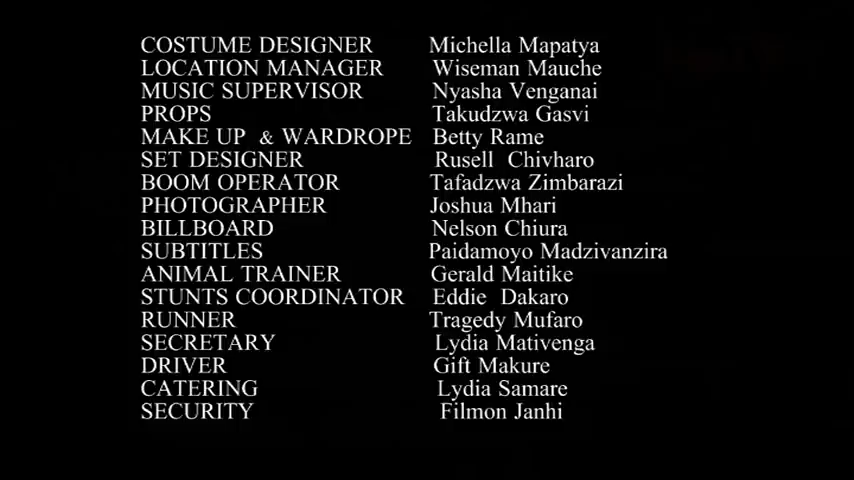 COSTUME DESIGNER Michella Mapatya
LOCATION MANAGER Wiseman Mauche
MUSIC SUPERVISOR Nyasha Venganai
PROPS Takudzwa Gasvi
MAKE UP & WARDROPE Betty Rame
SET DESIGNER Rusell Chivharo
BOOM OPERATOR Tafadzwa Zimbarazi
PHOTOGRAPHER Joshua Mhari
BILLBOARD Nelson Chiura
SUBTITLES Paidamoyo Madzivanzira
ANIMAL TRAINER Gerald Maitike
STUNTS COORDINATOR Eddie Dakaro
RUNNER Tragedy Mufaro
SECRETARY Lydia Mativenga
DRIVER Gift Makure
CATERING Lydia Samare
SECURITY Filmon Janhi